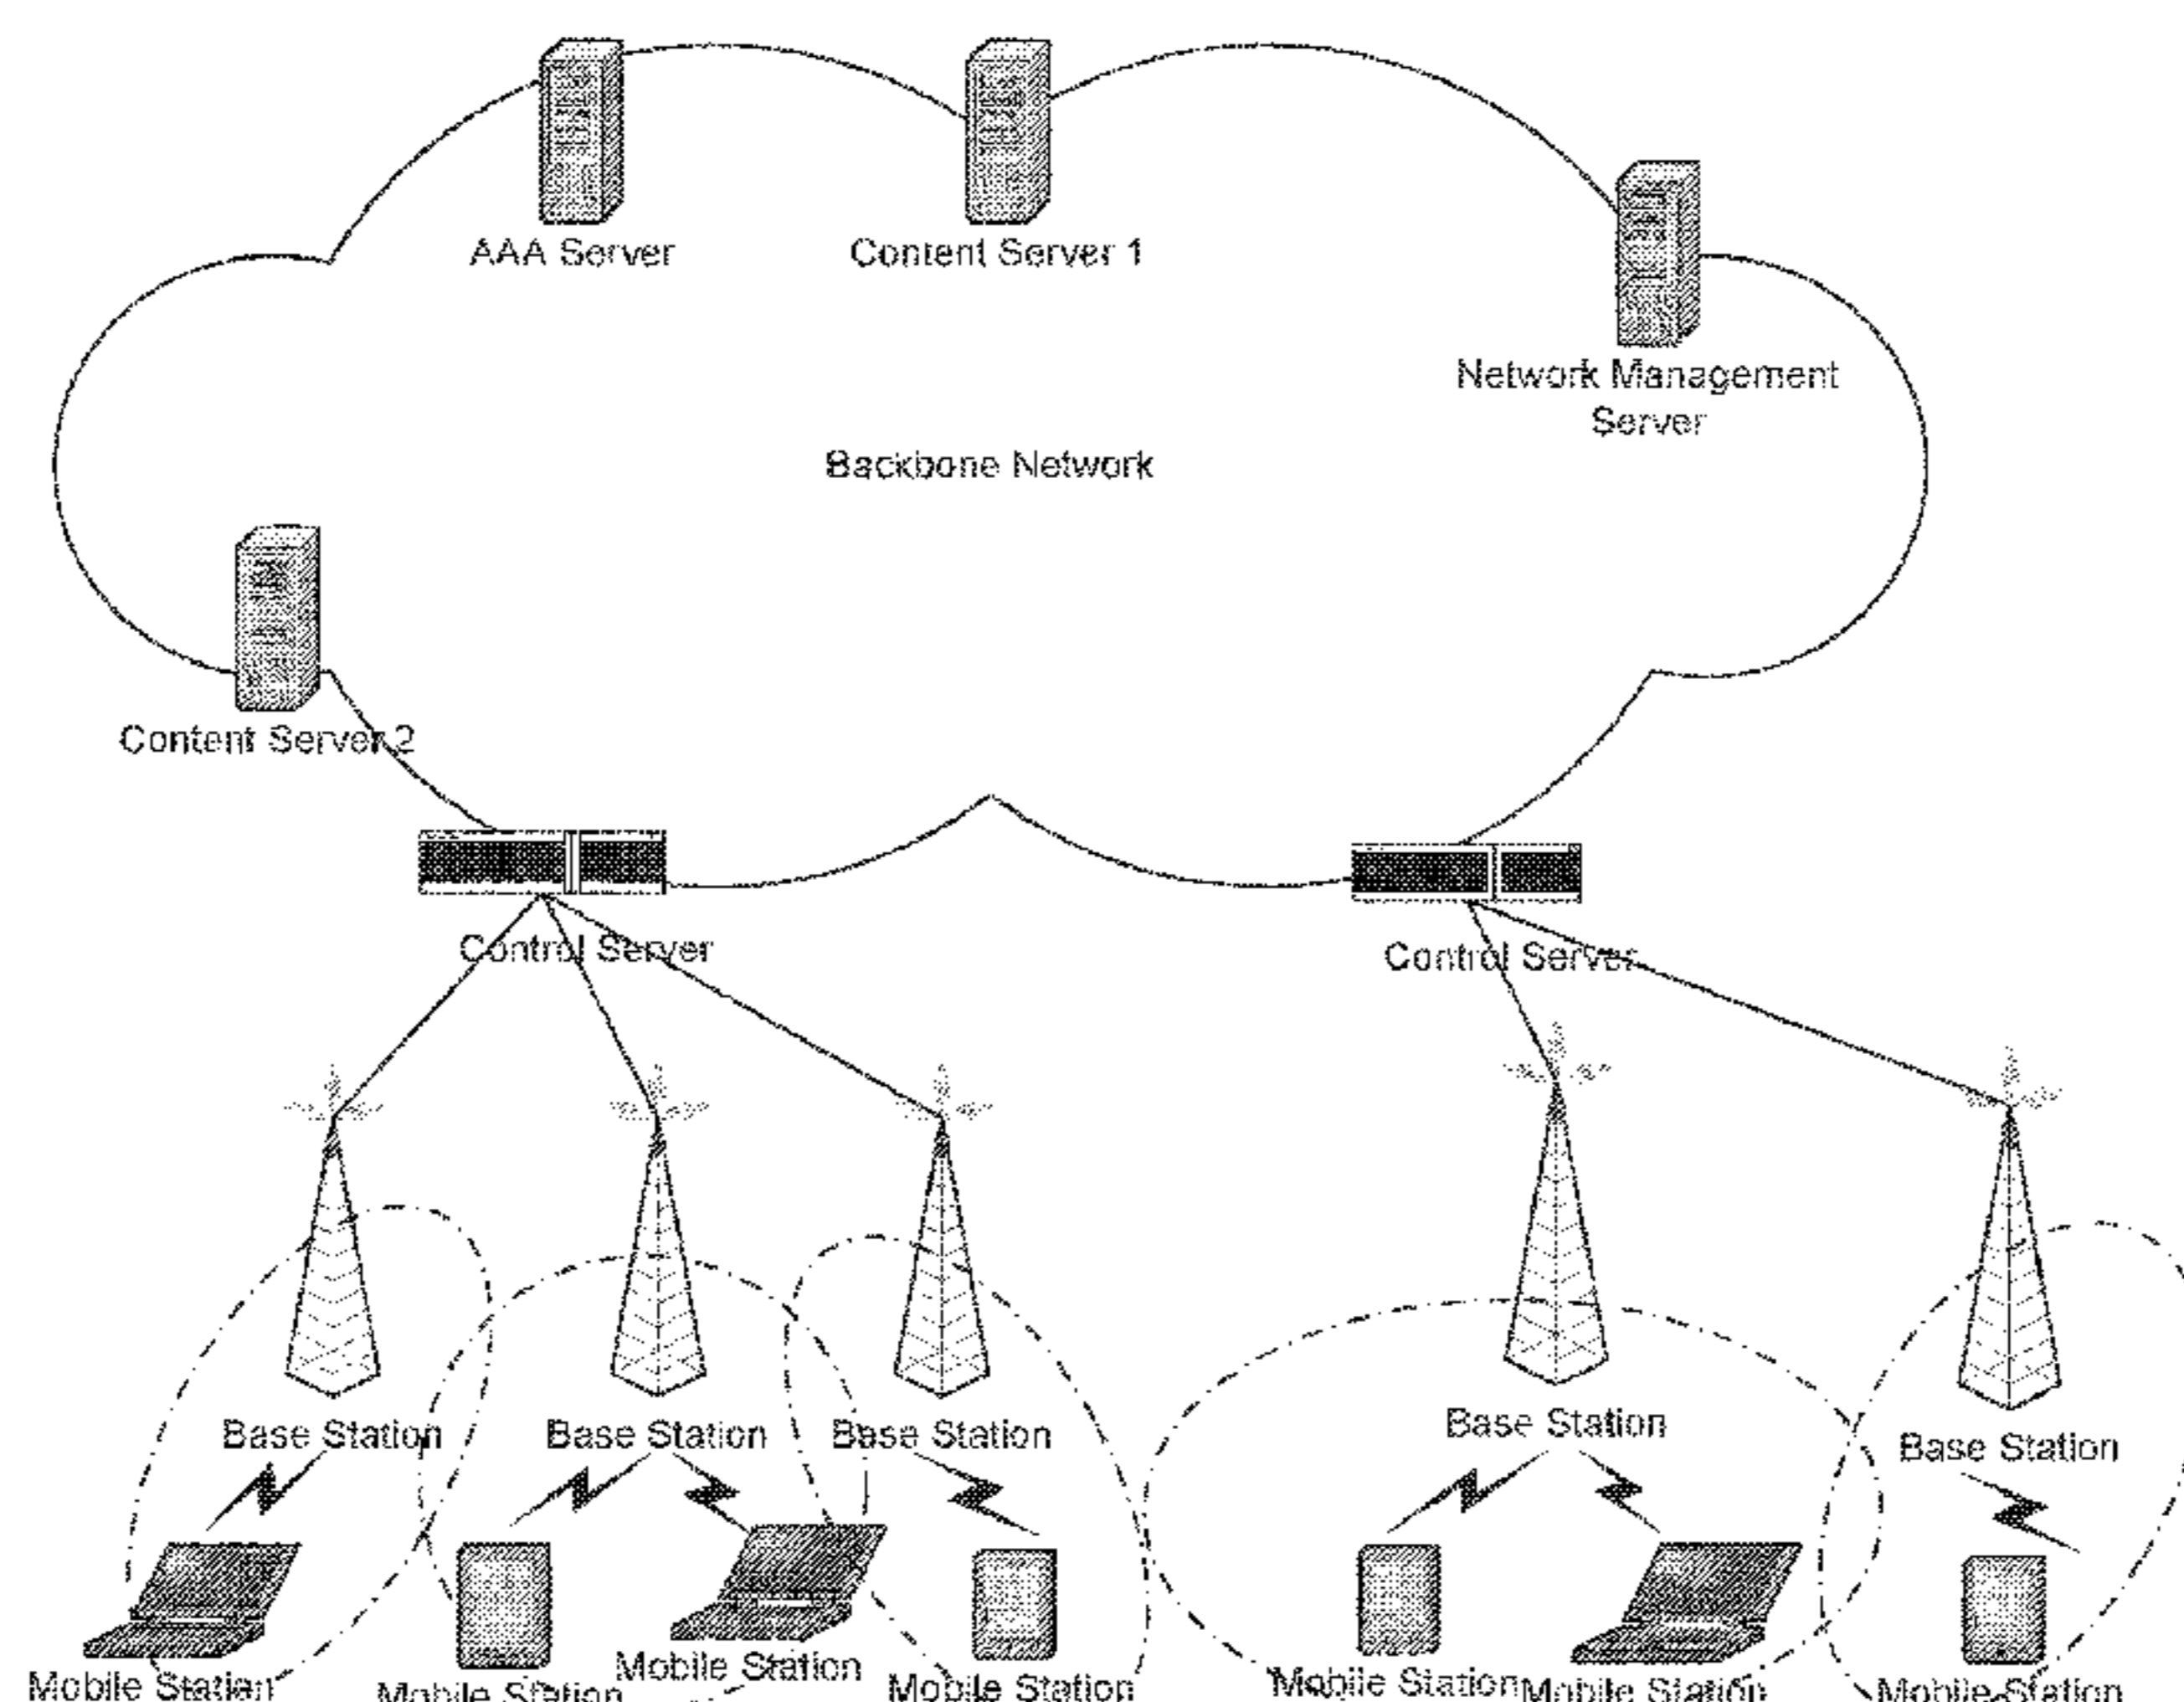 AAA Server
Content Server 1
Network Management
Server
Backbone Network
Content Server 2
Control Server
Control Server
Base Station
Base Station
Base Station
Base Station
Base Station
Mobile Station
Mobile Station
Mobile Station
Mobile Station
Mobile Station
Mobile Station
Mobile Station